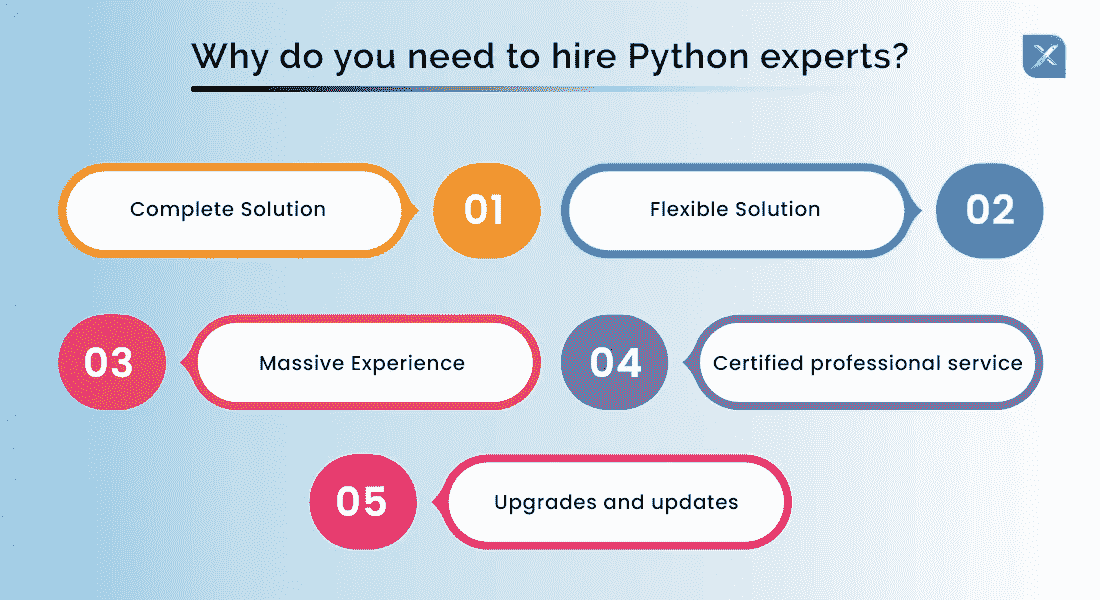 Why do you need to hire Python experts?
Complete Solution
01
Flexible Solution
02
03
Massive Experience
04
Certified professional service
05
Upgrades and updates